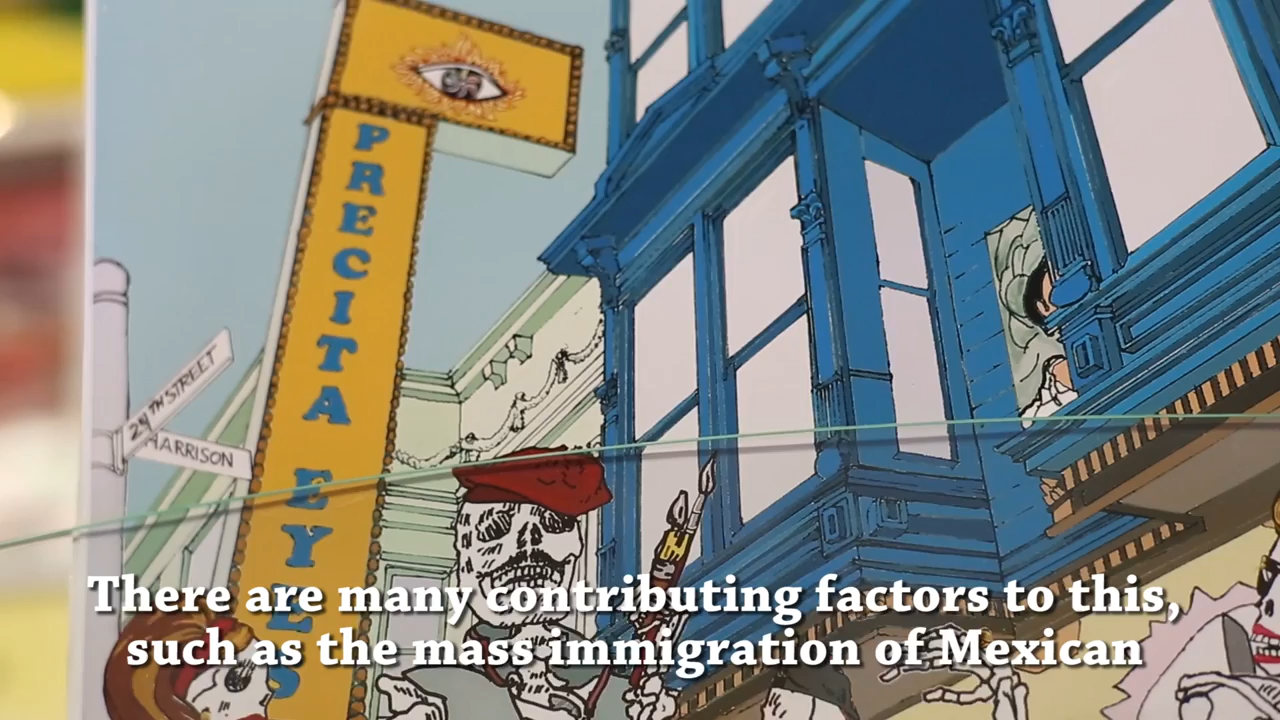 PRECITA EYES
24TH STREET
HARRISON
There are many contributing factors to this,
such as the mass immigration of Mexican